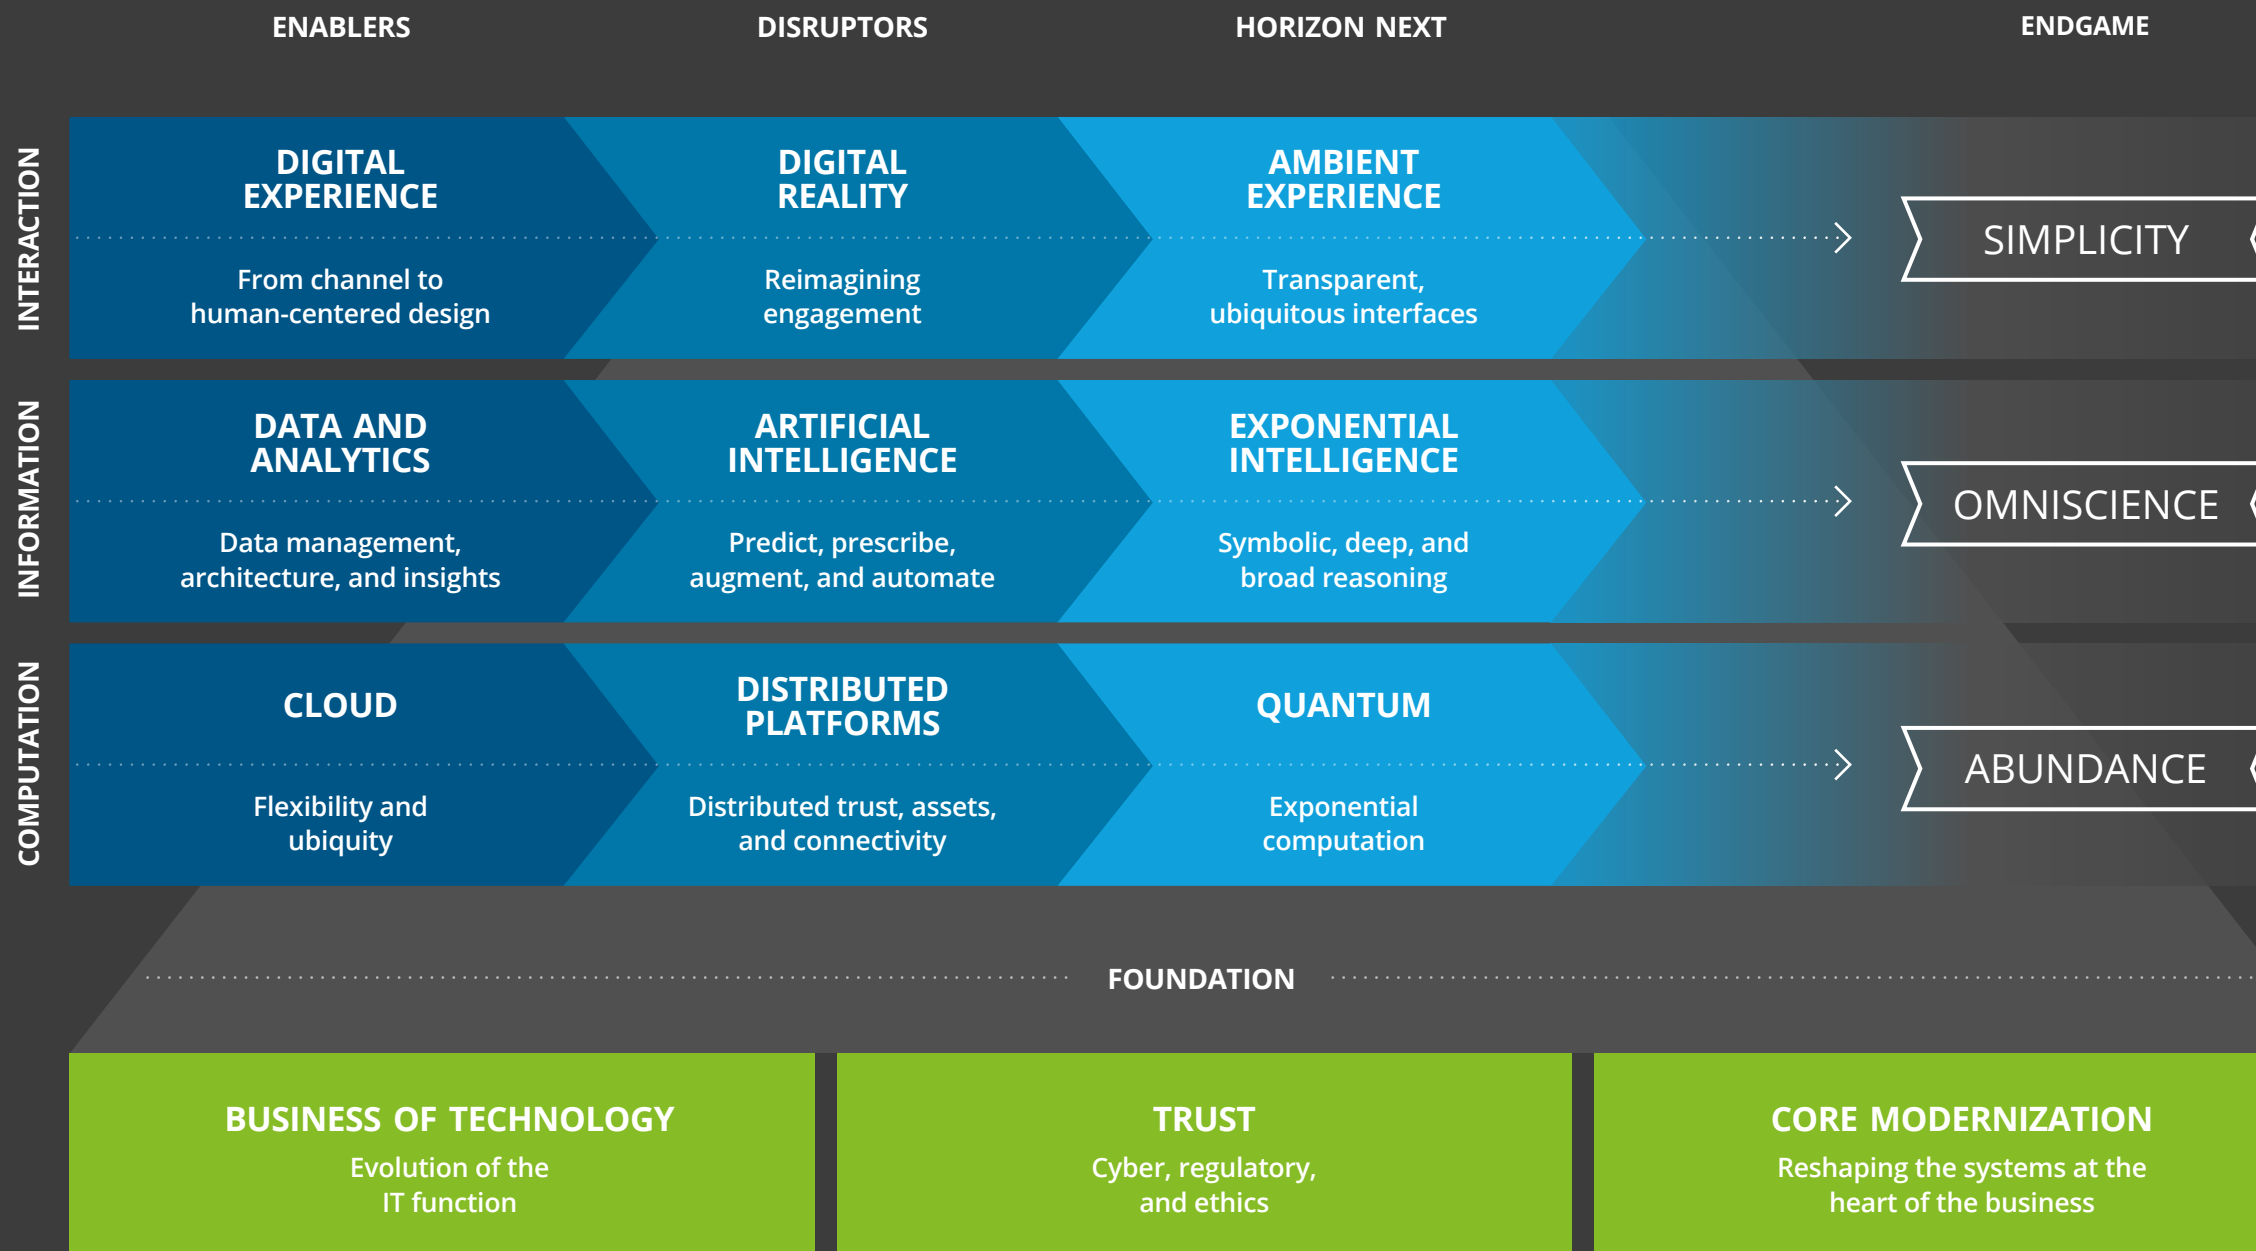 ENABLERS
DISRUPTORS
HORIZON NEXT
ENDGAME
INTERACTION
DIGITAL
EXPERIENCE
From channel to
human-centered design
DIGITAL
REALITY
Reimagining
engagement
AMBIENT
EXPERIENCE
Transparent,
ubiquitous interfaces
SIMPLICITY
INFORMATION
DATA AND
ANALYTICS
Data management,
architecture, and insights
ARTIFICIAL
INTELLIGENCE
Predict, prescribe,
augment, and automate
EXPONENTIAL
INTELLIGENCE
Symbolic, deep, and
broad reasoning
OMNISCIENCE
COMPUTATION
CLOUD
Flexibility and
ubiquity
DISTRIBUTED
PLATFORMS
Distributed trust, assets,
and connectivity
QUANTUM
Exponential
computation
ABUNDANCE
FOUNDATION
BUSINESS OF TECHNOLOGY
Evolution of the
IT function
TRUST
Cyber, regulatory,
and ethics
CORE MODERNIZATION
Reshaping the systems at the
heart of the business